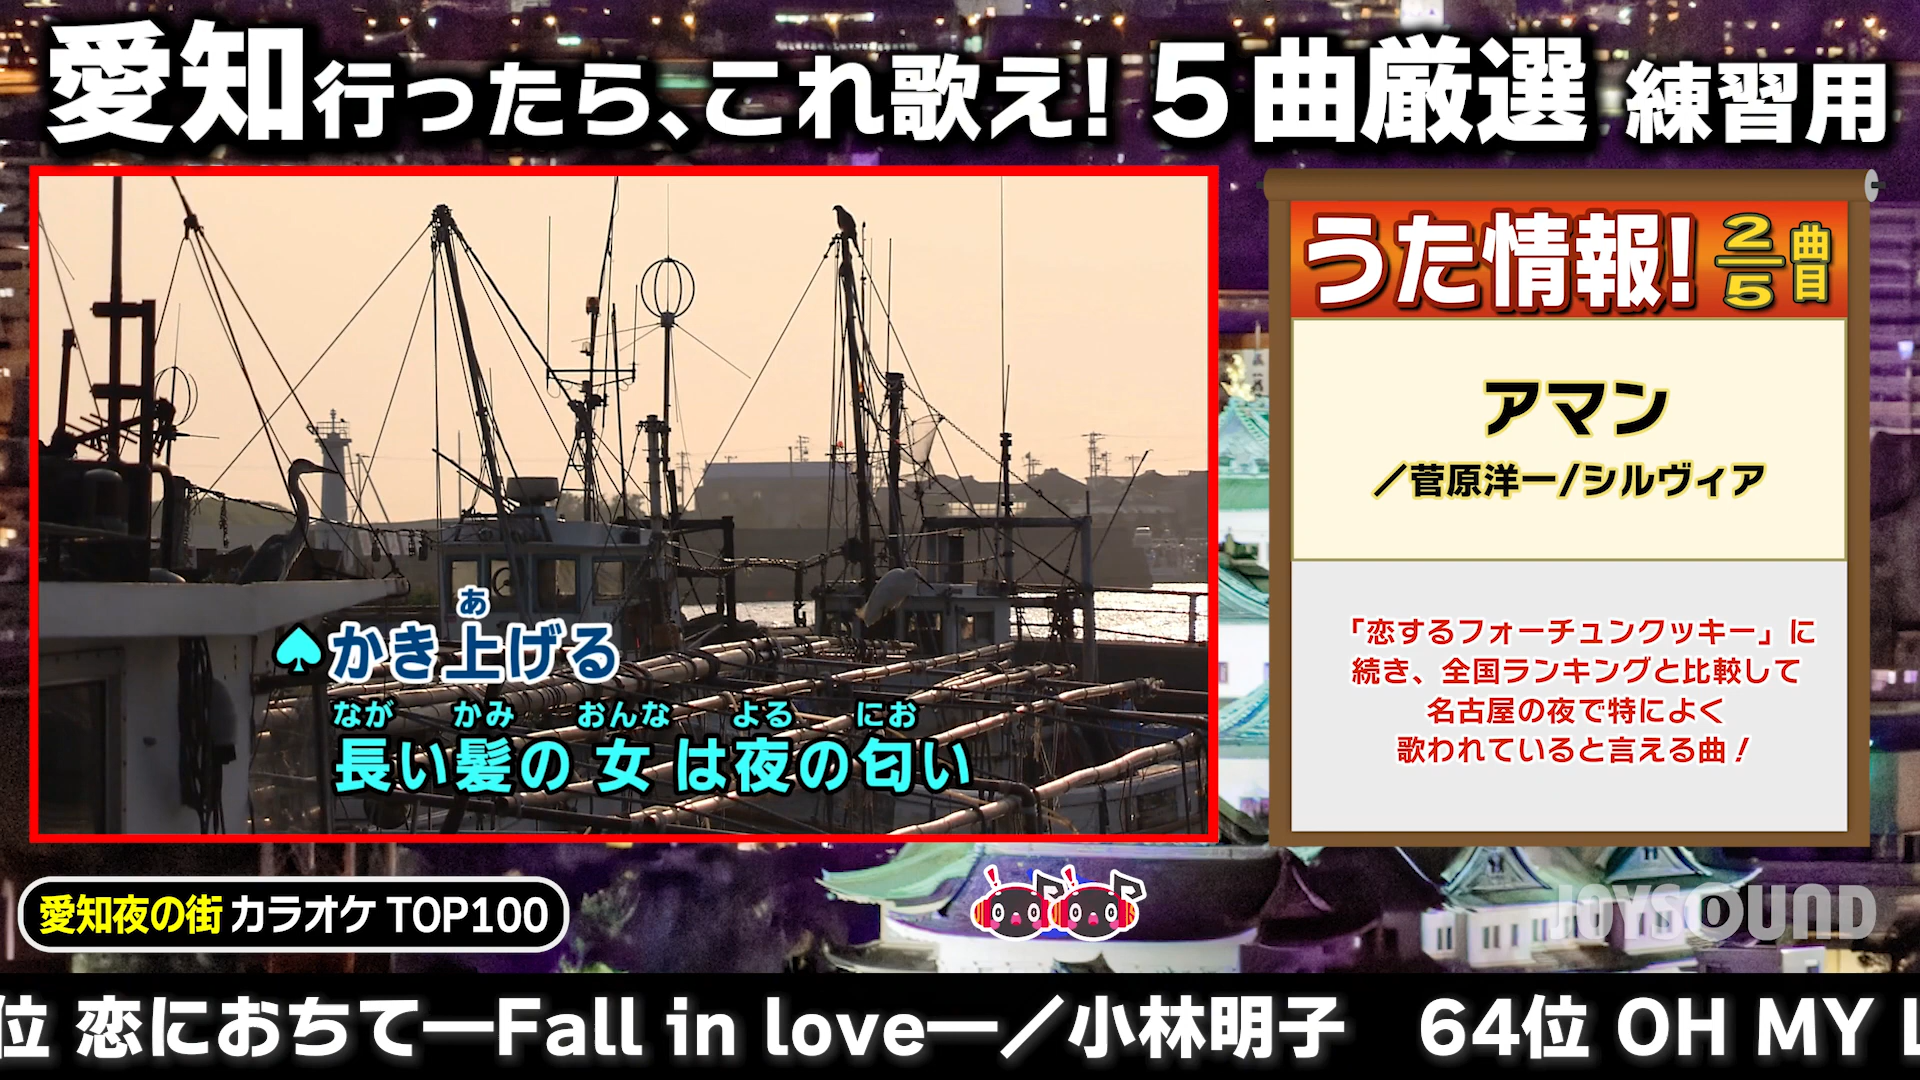 愛知行ったら、これ歌え! 5曲厳選 練習用
うた情報! 2/5 曲目
アマン
/菅原洋一/シルヴィア
「恋するフォーチュンクッキー」に
続き、全国ランキングと比較して
名古屋の夜で特によく
歌われていると言える曲!
あ
♠かき上げる
なが かみ おんな よる にお
長い髪の 女 は夜の匂い
愛知夜の街 カラオケ TOP100
JOYSOUND
位 恋におちて―Fall in love―/小林明子 64位 OH MY L